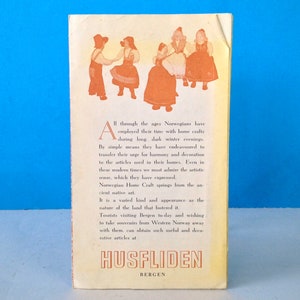 All through the ages Norwegians have
employed their time with home crafts
during long, dark winter evenings.
By simple means they have endeavoured to
transfer their urge for harmony and decoration
to the articles used in their homes. Even in
these modern times we must admire the artistic
sense, which they have expressed.
Norwegian Home Craft springs from the an-
cient native art.
It is a varied kind and appearance as the
nature of the land that fostered it.
Tourists visiting Bergen to-day and wishing
to take souvenirs from Western Norway away
with them, can obtain such useful and deco-
rative articles at
HUSFLIDEN
BERGEN